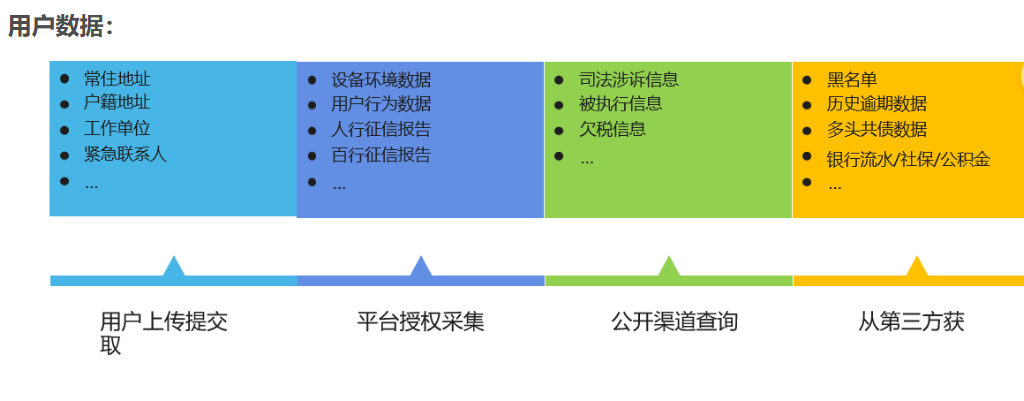 用户数据：
常住地址
户籍地址
工作单位
紧急联系人
...
设备环境数据
用户行为数据
人行征信报告
百行征信报告
...
司法涉诉信息
被执行信息
欠税信息
...
黑名单
历史逾期数据
多头共债数据
银行流水/社保/公积金
...
用户上传提交
取
平台授权采集
公开渠道查询
从第三方获